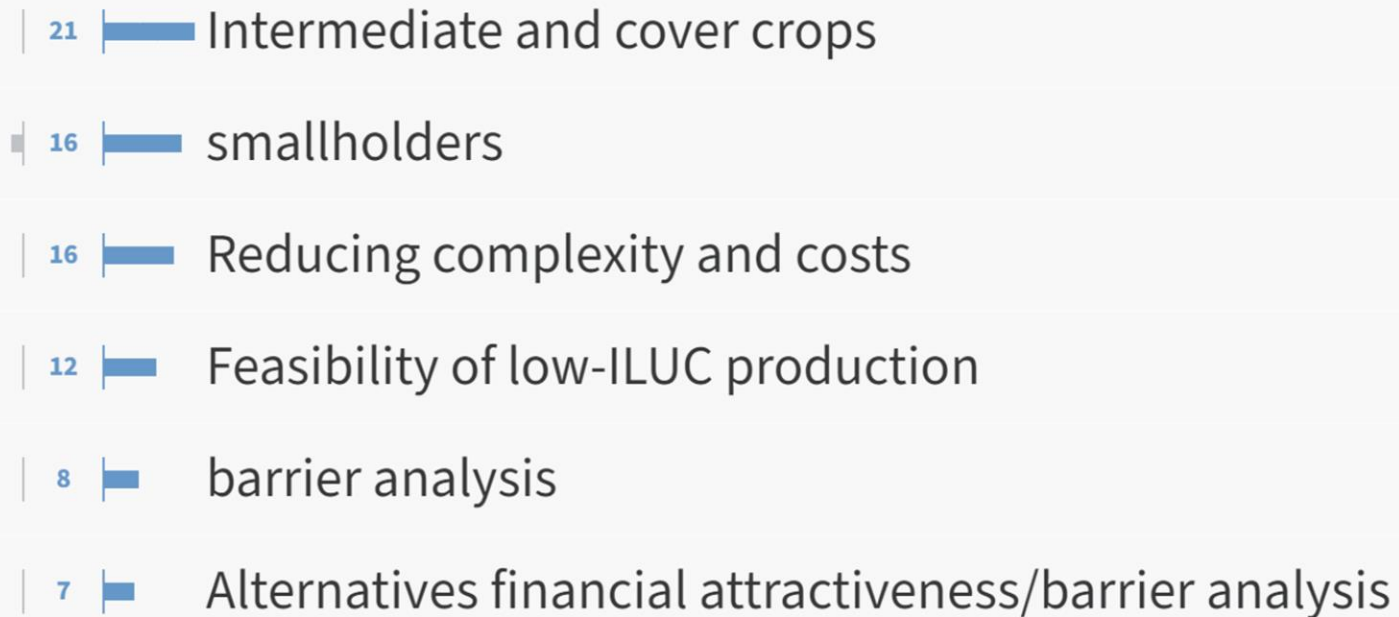 21 Intermediate and cover crops
16 smallholders
16 Reducing complexity and costs
12 Feasibility of low-ILUC production
8 barrier analysis
7 Alternatives financial attractiveness/barrier analysis